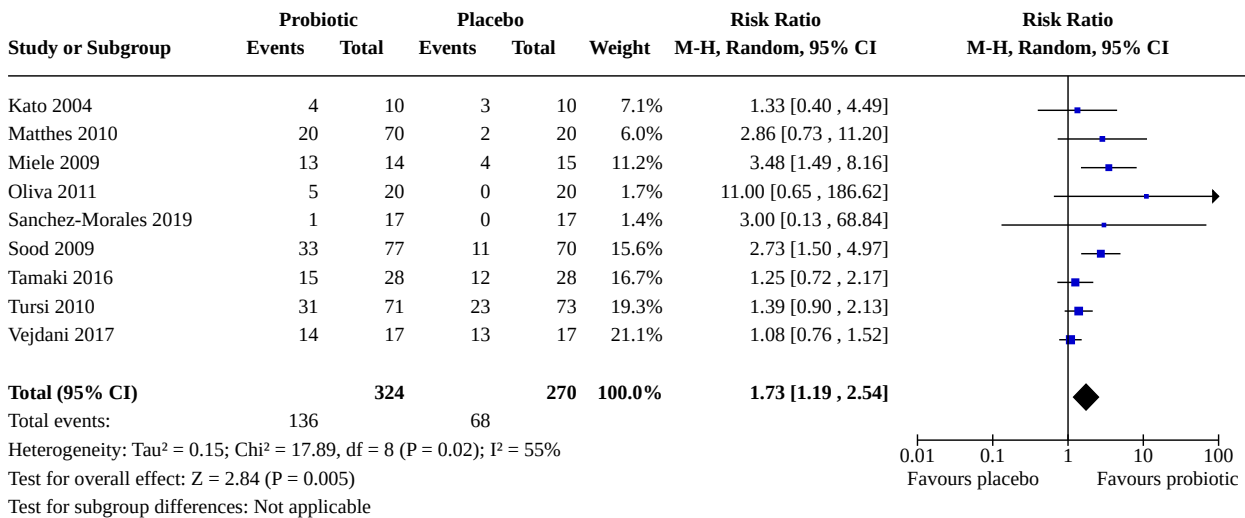 Probiotic Placebo Risk Ratio Risk Ratio
Study or Subgroup Events Total Events Total Weight M-H, Random, 95% CI M-H, Random, 95% CI
Kato 2004 4 10 3 10 7.1% 1.33 [0.40 , 4.49]
Matthes 2010 20 70 2 20 6.0% 2.86 [0.73 , 11.20]
Miele 2009 13 14 4 15 11.2% 3.48 [1.49 , 8.16]
Oliva 2011 5 20 0 20 1.7% 11.00 [0.65 , 186.62]
Sanchez-Morales 2019 1 17 0 17 1.4% 3.00 [0.13 , 68.84]
Sood 2009 33 77 11 70 15.6% 2.73 [1.50 , 4.97]
Tamaki 2016 15 28 12 28 16.7% 1.25 [0.72 , 2.17]
Tursi 2010 31 71 23 73 19.3% 1.39 [0.90 , 2.13]
Vejdani 2017 14 17 13 17 21.1% 1.08 [0.76 , 1.52]
Total (95% CI) 324 270 100.0% 1.73 [1.19 , 2.54]
Total events: 136 68
Heterogeneity: Tau² = 0.15; Chi² = 17.89, df = 8 (P = 0.02); I² = 55%
0.01 0.1 1 10 100
Test for overall effect: Z = 2.84 (P = 0.005)
Favours placebo Favours probiotic
Test for subgroup differences: Not applicable